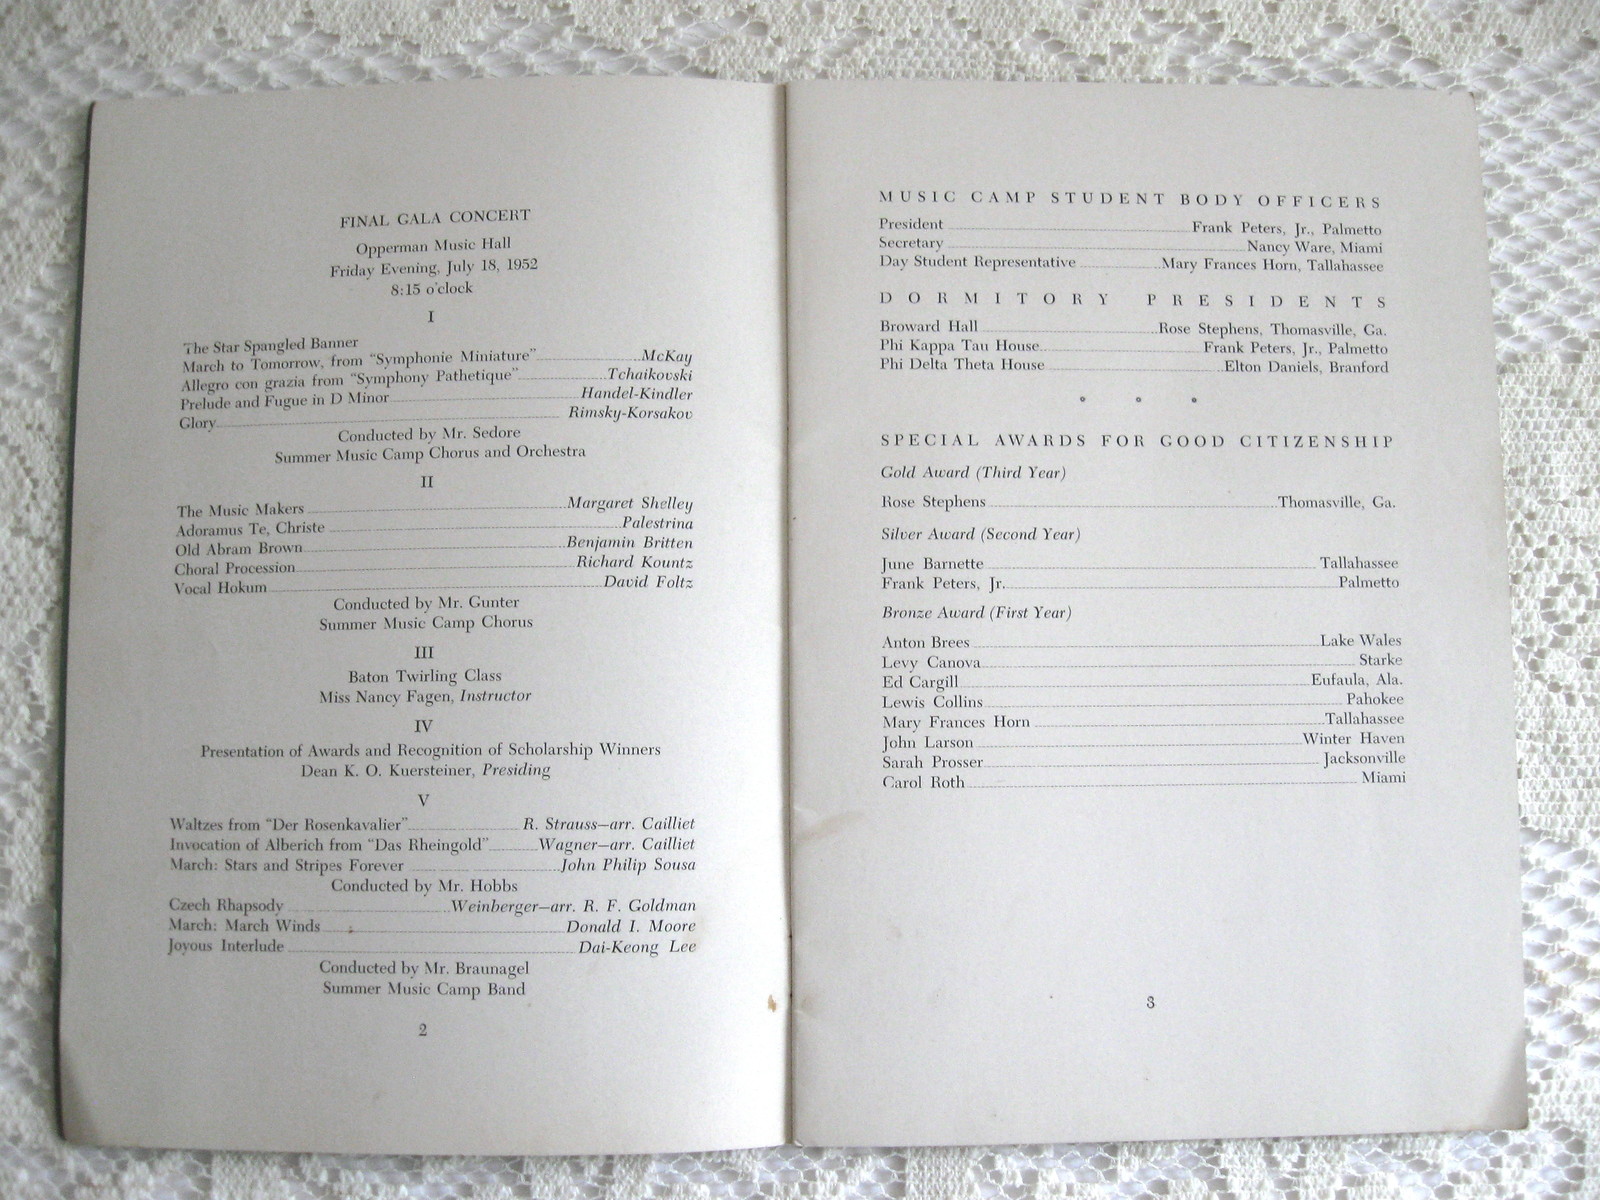 FINAL GALA CONCERT
Opperman Music Hall
Friday Evening, July 18, 1952
8:15 o'clock
I
The Star Spangled Banner
March to Tomorrow, from "Symphonie Miniature" McKay
Allegro con grazia from "Symphony Pathetique" Tchaikovski
Prelude and Fugue in D Minor Handel-Kindler
Glory Rimsky-Korsakov
Conducted by Mr. Sedore
Summer Music Camp Chorus and Orchestra
II
The Music Makers Margaret Shelley
Adoramus Te, Christe Palestrina
Old Abram Brown Benjamin Britten
Choral Procession Richard Kountz
Vocal Hokum David Foltz
Conducted by Mr. Gunter
Summer Music Camp Chorus
III
Baton Twirling Class
Miss Nancy Fagen, Instructor
IV
Presentation of Awards and Recognition of Scholarship Winners
Dean K. O. Kuersteiner, Presiding
V
Waltzes from "Der Rosenkavalier" R. Strauss—arr. Cailliet
Invocation of Alberich from "Das Rheingold" Wagner—arr. Cailliet
March: Stars and Stripes Forever John Philip Sousa
Conducted by Mr. Hobbs
Czech Rhapsody Weinberger—arr. R. F. Goldman
March: March Winds Donald I. Moore
Joyous Interlude Dai-Keong Lee
Conducted by Mr. Braunagel
Summer Music Camp Band
2
MUSIC CAMP STUDENT BODY OFFICERS
President Frank Peters, Jr., Palmetto
Secretary Nancy Ware, Miami
Day Student Representative Mary Frances Horn, Tallahassee
DORMITORY PRESIDENTS
Broward Hall Rose Stephens, Thomasville, Ga.
Phi Kappa Tau House Frank Peters, Jr., Palmetto
Phi Delta Theta House Elton Daniels, Branford
SPECIAL AWARDS FOR GOOD CITIZENSHIP
Gold Award (Third Year)
Rose Stephens Thomasville, Ga.
Silver Award (Second Year)
June Barnette Tallahassee
Frank Peters, Jr. Palmetto
Bronze Award (First Year)
Anton Brees Lake Wales
Levy Canova Starke
Ed Cargill Eufaula, Ala.
Lewis Collins Pahokee
Mary Frances Horn Tallahassee
John Larson Winter Haven
Sarah Prosser Jacksonville
Carol Roth Miami
3